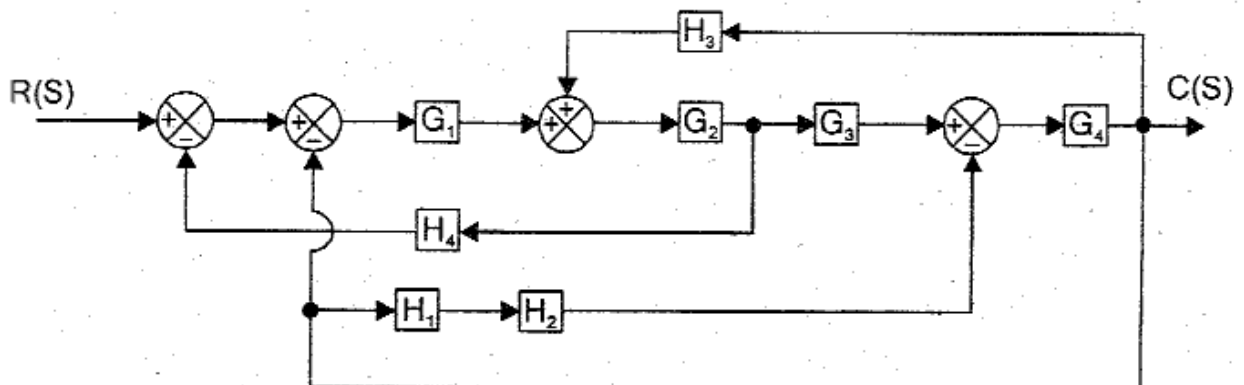 H₃
R(S)
C(S)
+
−
+
−
G₁
+
+
G₂
G₃
+
−
G₄
H₄
H₁
H₂